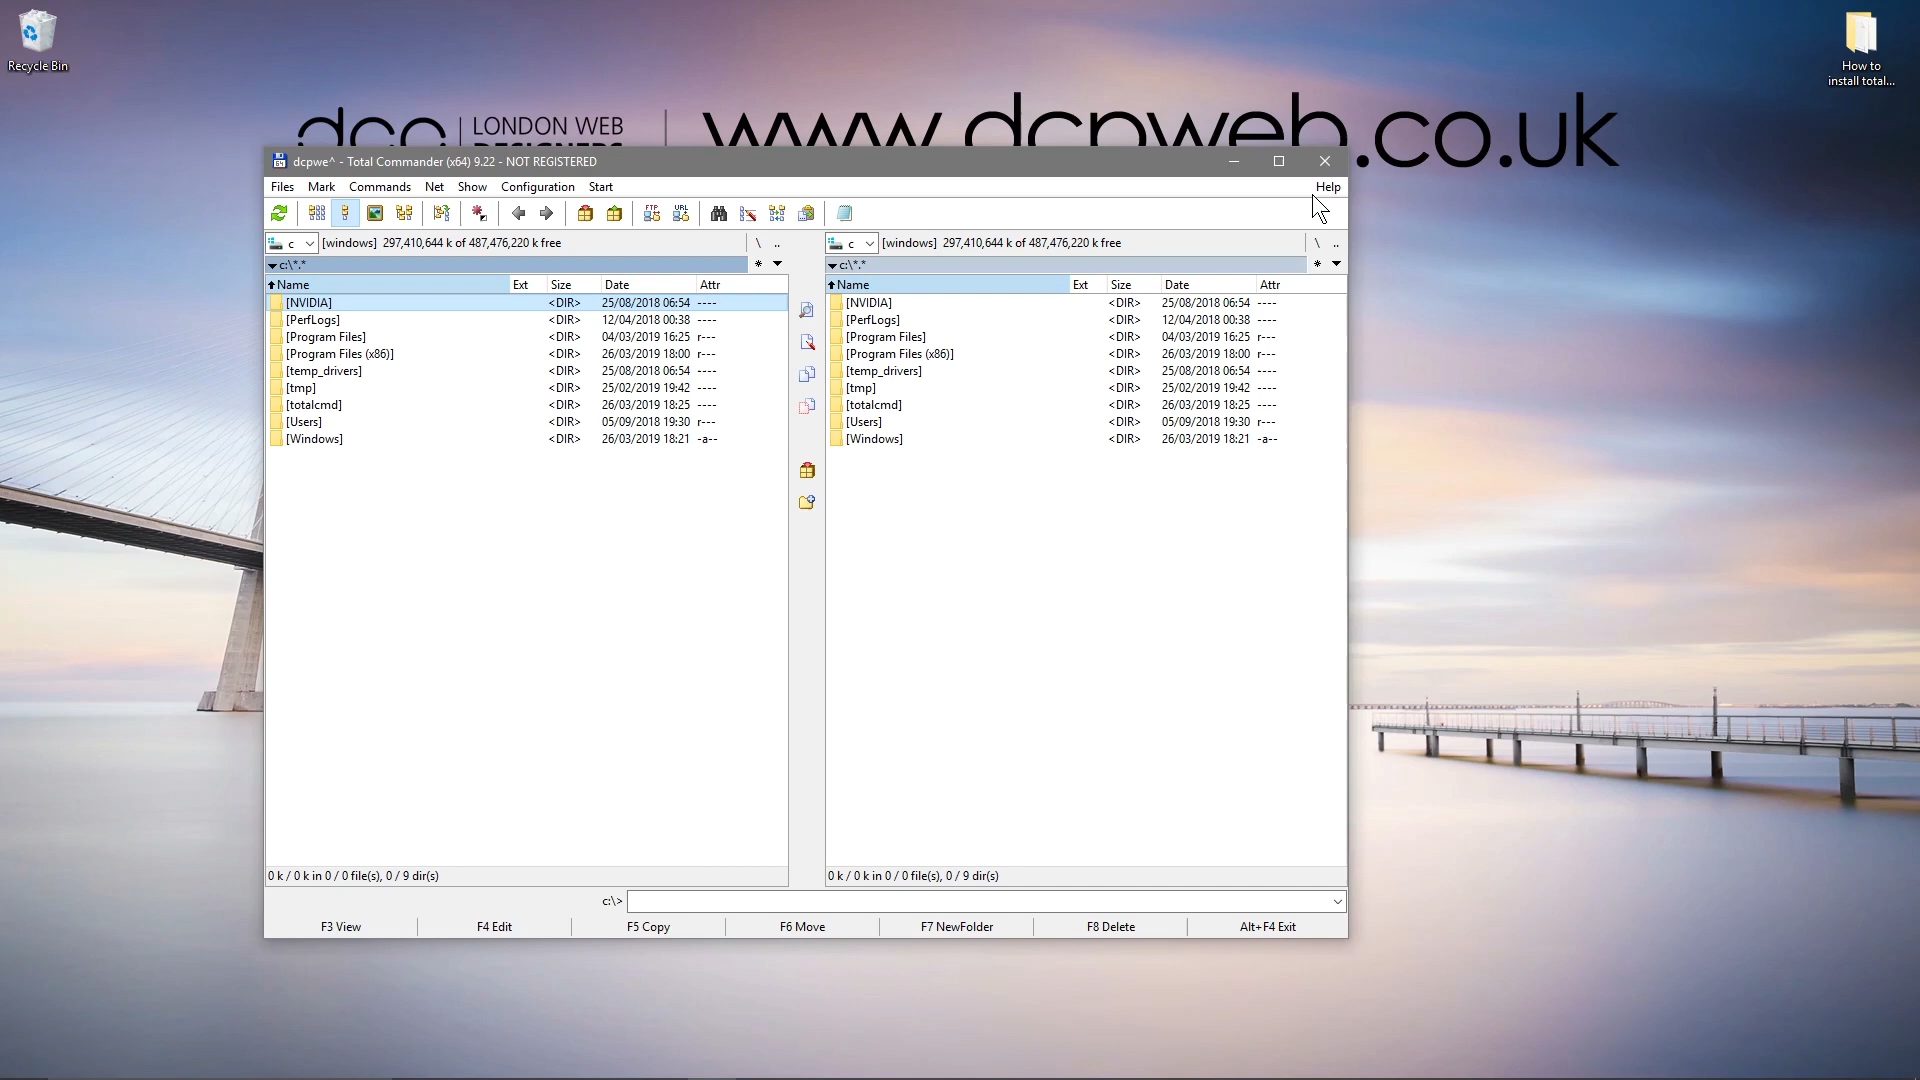 Recycle Bin
How to
install total...
dcp | LONDON WEB
DESIGNERS
www.dcpweb.co.uk
dcpwe^ - Total Commander (x64) 9.22 - NOT REGISTERED
Files Mark Commands Net Show Configuration Start Help
FTP URL
c [windows] 297,410,644 k of 487,476,220 k free \ ..
c [windows] 297,410,644 k of 487,476,220 k free \ ..
c:\*.* *
c:\*.* *
Name Ext Size Date Attr
[NVIDIA] <DIR> 25/08/2018 06:54 ----
[PerfLogs] <DIR> 12/04/2018 00:38 ----
[Program Files] <DIR> 04/03/2019 16:25 r---
[Program Files (x86)] <DIR> 26/03/2019 18:00 r---
[temp_drivers] <DIR> 25/08/2018 06:54 ----
[tmp] <DIR> 25/02/2019 19:42 ----
[totalcmd] <DIR> 26/03/2019 18:25 ----
[Users] <DIR> 05/09/2018 19:30 r---
[Windows] <DIR> 26/03/2019 18:21 -a--
0 k / 0 k in 0 / 0 file(s), 0 / 9 dir(s)
Name Ext Size Date Attr
[NVIDIA] <DIR> 25/08/2018 06:54 ----
[PerfLogs] <DIR> 12/04/2018 00:38 ----
[Program Files] <DIR> 04/03/2019 16:25 r---
[Program Files (x86)] <DIR> 26/03/2019 18:00 r---
[temp_drivers] <DIR> 25/08/2018 06:54 ----
[tmp] <DIR> 25/02/2019 19:42 ----
[totalcmd] <DIR> 26/03/2019 18:25 ----
[Users] <DIR> 05/09/2018 19:30 r---
[Windows] <DIR> 26/03/2019 18:21 -a--
0 k / 0 k in 0 / 0 file(s), 0 / 9 dir(s)
c:\>
F3 View F4 Edit F5 Copy F6 Move F7 NewFolder F8 Delete Alt+F4 Exit